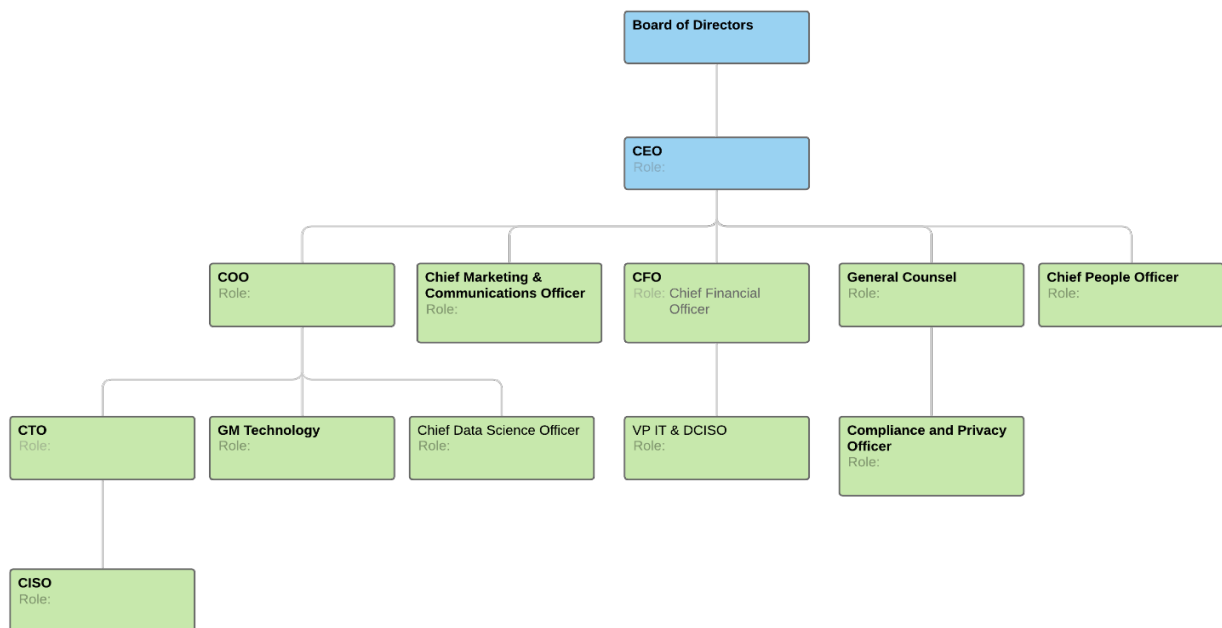 Board of Directors
CEO
Role:
COO
Role:
Chief Marketing &
Communications Officer
Role:
CFO
Role: Chief Financial
Officer
General Counsel
Role:
Chief People Officer
Role:
CTO
Role:
GM Technology
Role:
Chief Data Science Officer
Role:
VP IT & DCISO
Role:
Compliance and Privacy
Officer
Role:
CISO
Role: